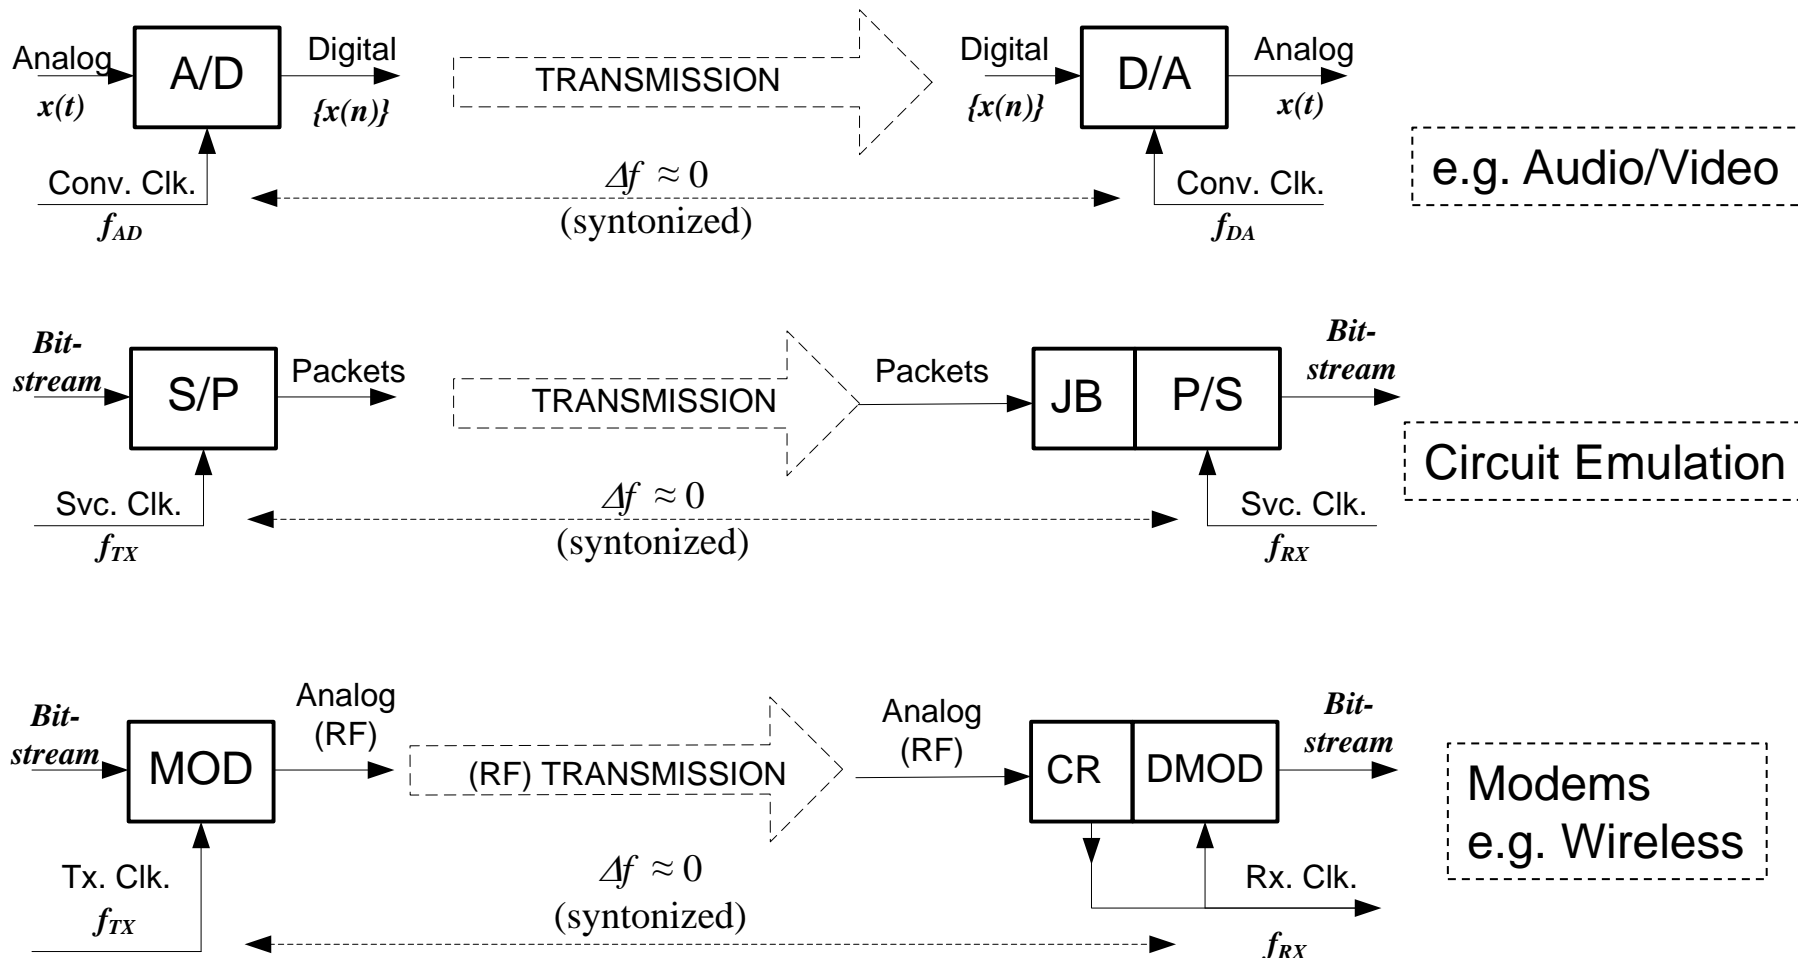 Analog
x(t)
A/D
Digital
{x(n)}
TRANSMISSION
Digital
{x(n)}
D/A
Analog
x(t)
Conv. Clk.
f_AD
Δf ≈ 0
(syntonized)
Conv. Clk.
f_DA
e.g. Audio/Video
Bit-
stream
S/P
Packets
TRANSMISSION
Packets
JB
P/S
Bit-
stream
Svc. Clk.
f_TX
Δf ≈ 0
(syntonized)
Svc. Clk.
f_RX
Circuit Emulation
Bit-
stream
MOD
Analog
(RF)
(RF) TRANSMISSION
Analog
(RF)
CR
DMOD
Bit-
stream
Tx. Clk.
f_TX
Δf ≈ 0
(syntonized)
Rx. Clk.
f_RX
Modems
e.g. Wireless